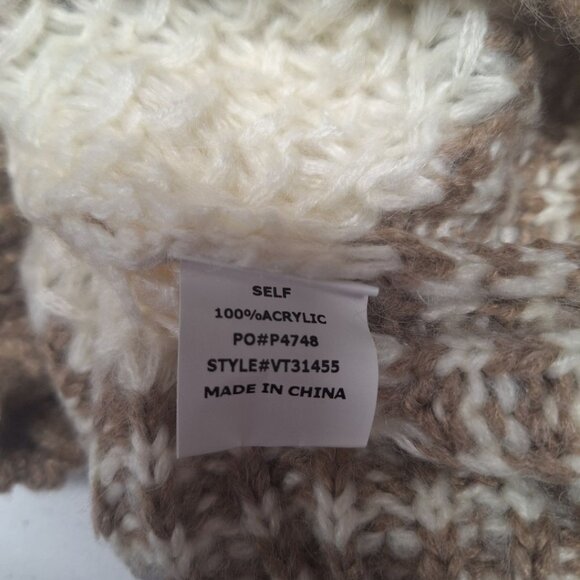 SELF
100%ACRYLIC
PO#P4748
STYLE#VT31455
MADE IN CHINA